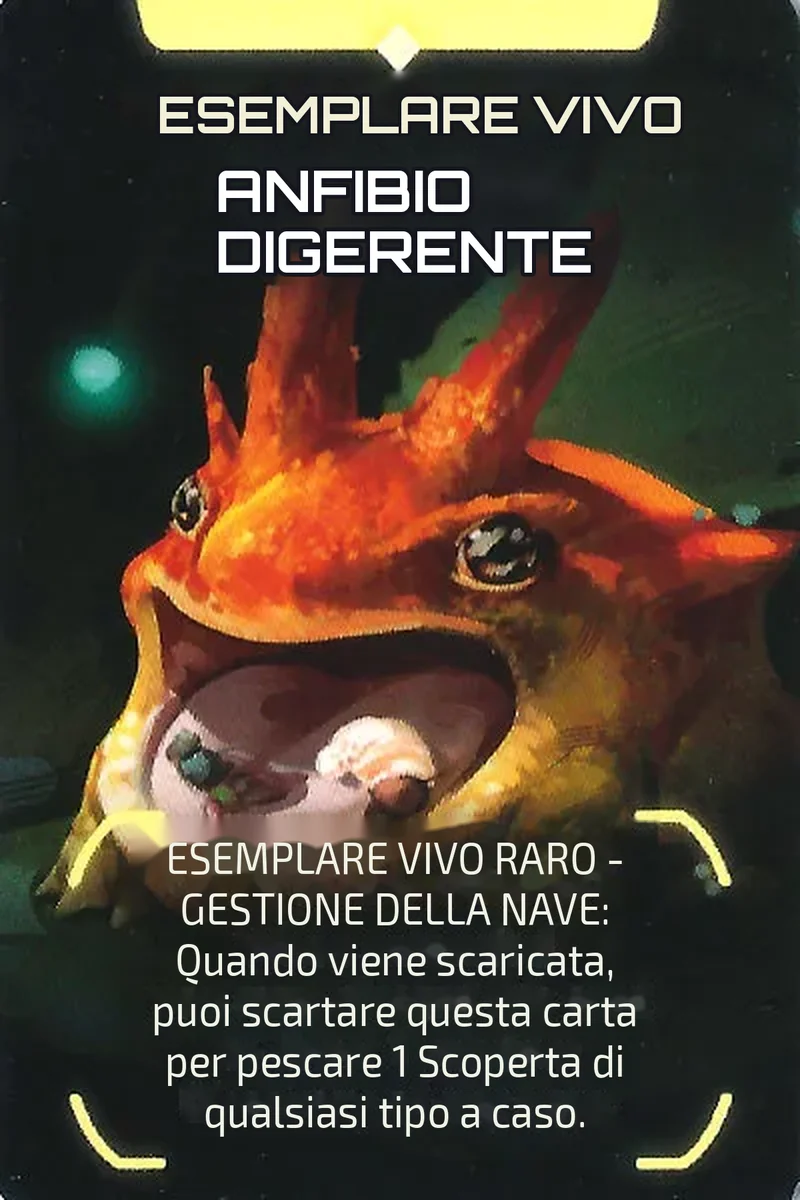 ESEMPLARE VIVO
ANFIBIO
DIGERENTE
ESEMPLARE VIVO RARO -
GESTIONE DELLA NAVE:
Quando viene scaricata,
puoi scartare questa carta
per pescare 1 Scoperta di
qualsiasi tipo a caso.